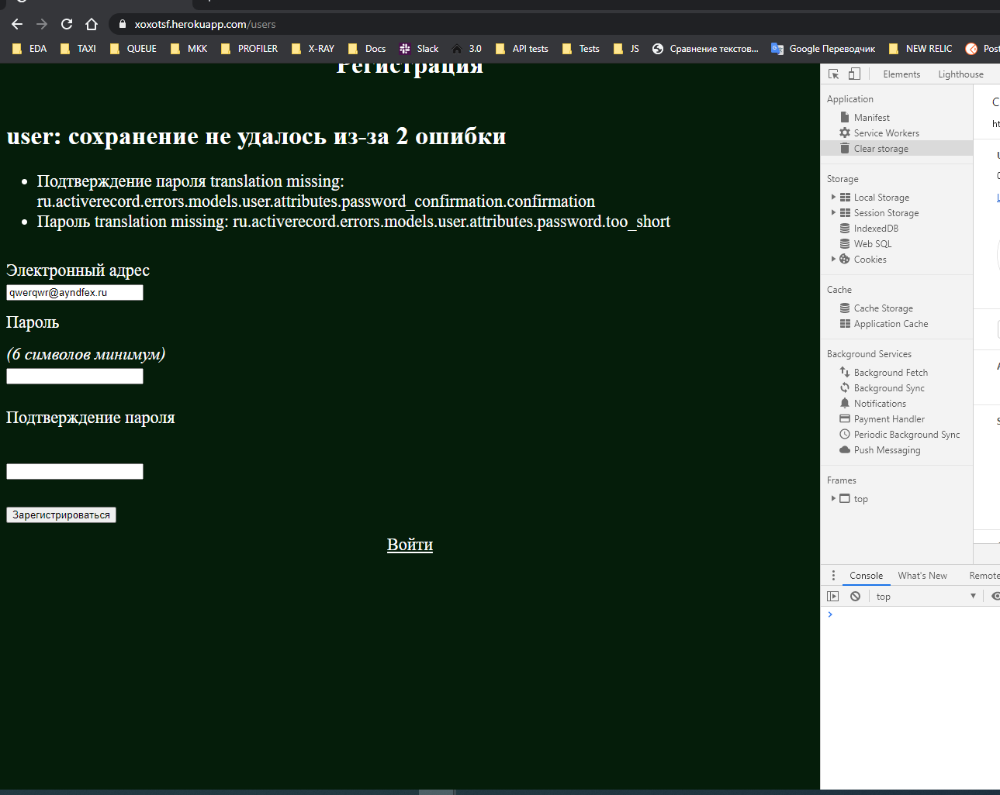 xoxotsf.herokuapp.com/users
EDA TAXI QUEUE MKK PROFILER X-RAY Docs Slack 3.0 API tests Tests JS Сравнение текстов... Google Переводчик NEW RELIC Post
Регистрация
user: сохранение не удалось из-за 2 ошибки
Подтверждение пароля translation missing:
ru.activerecord.errors.models.user.attributes.password_confirmation.confirmation
Пароль translation missing: ru.activerecord.errors.models.user.attributes.password.too_short
Электронный адрес
qwerqwr@ayndfex.ru
Пароль
(6 символов минимум)
Подтверждение пароля
Зарегистрироваться
Войти
Elements Lighthouse
Application
Manifest
Service Workers
Clear storage
Storage
Local Storage
Session Storage
IndexedDB
Web SQL
Cookies
Cache
Cache Storage
Application Cache
Background Services
Background Fetch
Background Sync
Notifications
Payment Handler
Periodic Background Sync
Push Messaging
Frames
top
Console What's New Remote
top